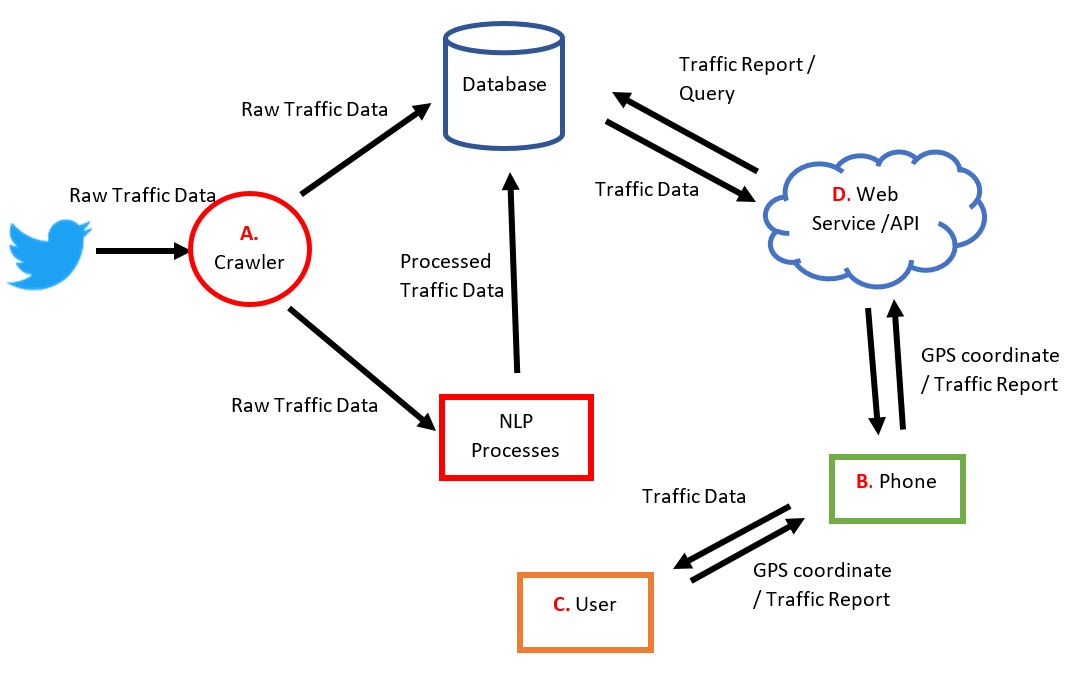 Database
Traffic Report /
Query
Raw Traffic Data
Raw Traffic Data
Traffic Data
D. Web
Service /API
A.
Crawler
Processed
Traffic Data
GPS coordinate
/ Traffic Report
Raw Traffic Data
NLP
Processes
B. Phone
Traffic Data
GPS coordinate
/ Traffic Report
C. User